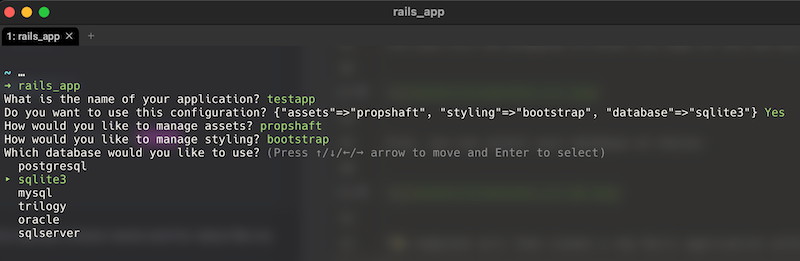 rails_app
1: rails_app ✕ +
~ …
→ rails_app
What is the name of your application? testapp
Do you want to use this configuration? {"assets"=>"propshaft", "styling"=>"bootstrap", "database"=>"sqlite3"} Yes
How would you like to manage assets? propshaft
How would you like to manage styling? bootstrap
Which database would you like to use? (Press ↑/↓/←/→ arrow to move and Enter to select)
postgresql
‣ sqlite3
mysql
trilogy
oracle
sqlserver